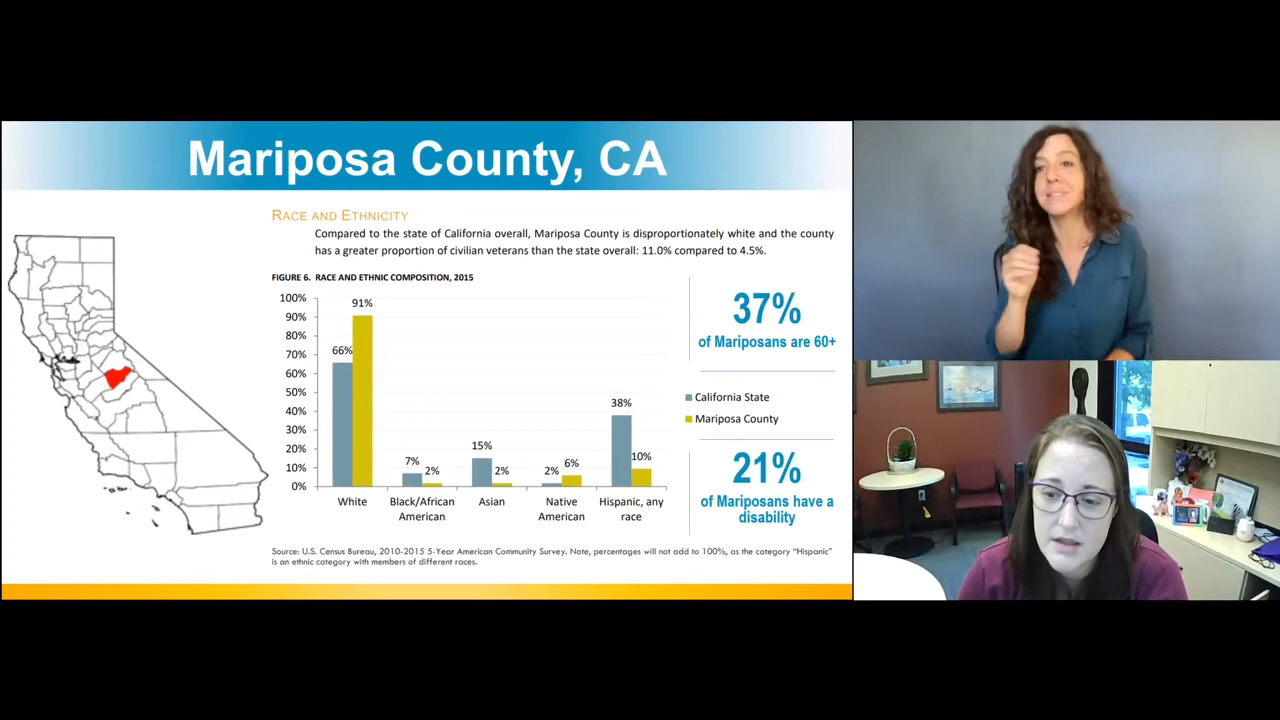 Mariposa County, CA
RACE AND ETHNICITY
Compared to the state of California overall, Mariposa County is disproportionately white and the county
has a greater proportion of civilian veterans than the state overall: 11.0% compared to 4.5%.
FIGURE 6. RACE AND ETHNIC COMPOSITION, 2015
100%
90%
80%
70%
60%
50%
40%
30%
20%
10%
0%
66%
91%
7%
2%
15%
2%
2%
6%
38%
10%
White
Black/African
American
Asian
Native
American
Hispanic, any
race
37%
of Mariposans are 60+
California State
Mariposa County
21%
of Mariposans have a
disability
Source: U.S. Census Bureau, 2010-2015 5-Year American Community Survey. Note, percentages will not add to 100%, as the category “Hispanic”
is an ethnic category with members of different races.